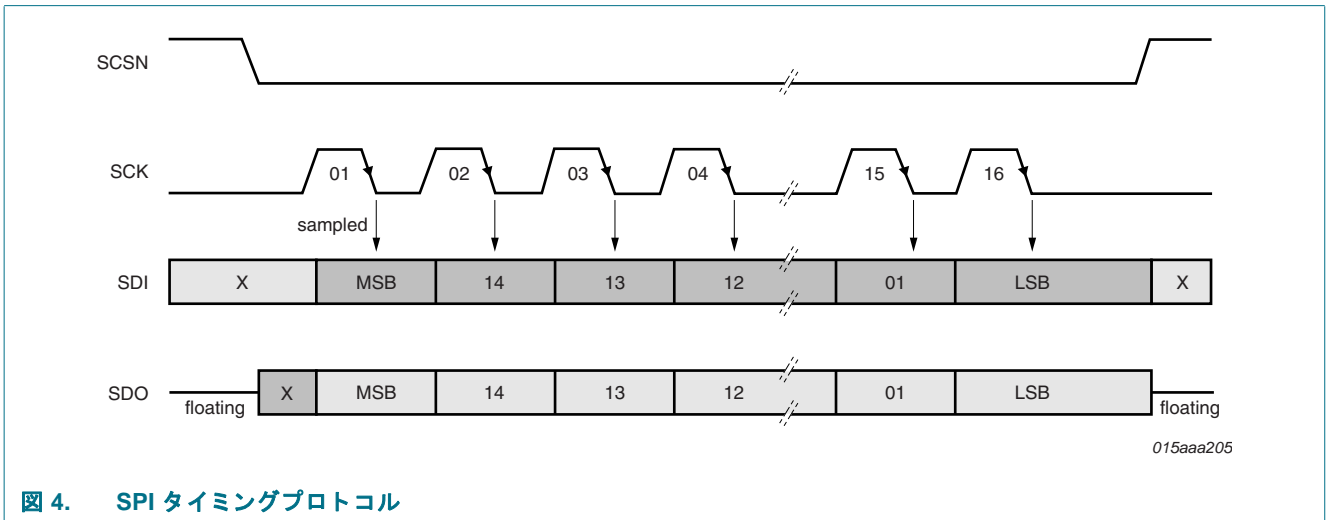 SCSN
SCK 01 02 03 04 15 16
sampled
SDI X MSB 14 13 12 01 LSB X
SDO floating X MSB 14 13 12 01 LSB floating
015aaa205
図 4. SPI タイミングプロトコル